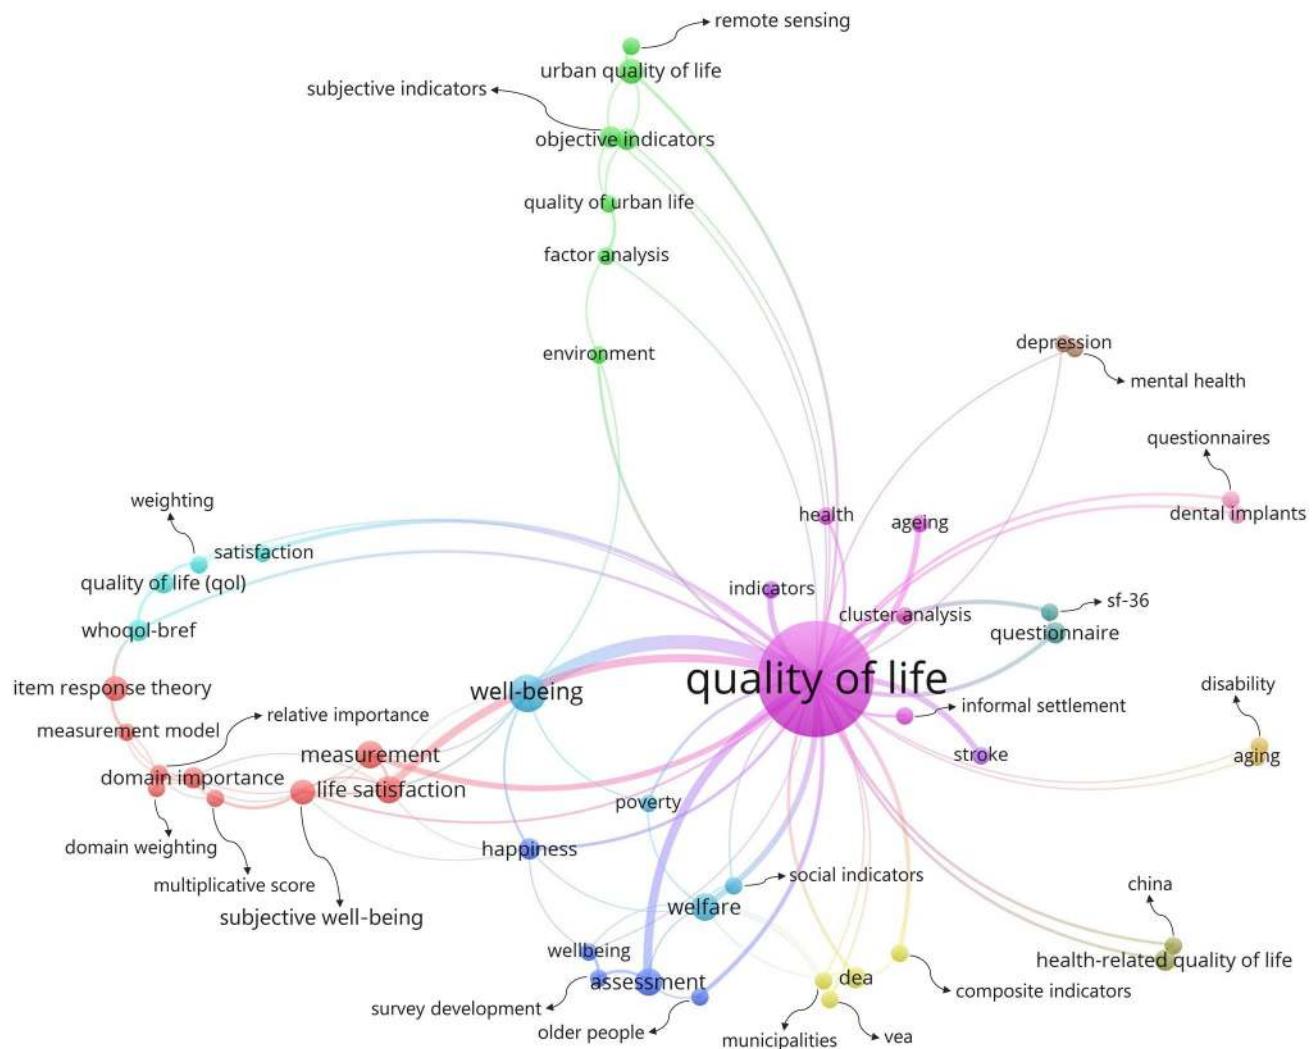 remote sensing
urban quality of life
subjective indicators
objective indicators
quality of urban life
factor analysis
environment
depression
mental health
questionnaires
dental implants
weighting
satisfaction
quality of life (qol)
whoqol-bref
health
ageing
indicators
cluster analysis
sf-36
questionnaire
quality of life
well-being
item response theory
measurement model
relative importance
domain importance
measurement
life satisfaction
domain weighting
multiplicative score
subjective well-being
informal settlement
stroke
disability
aging
poverty
happiness
social indicators
welfare
china
health-related quality of life
wellbeing
assessment
survey development
older people
dea
composite indicators
municipalities
vea